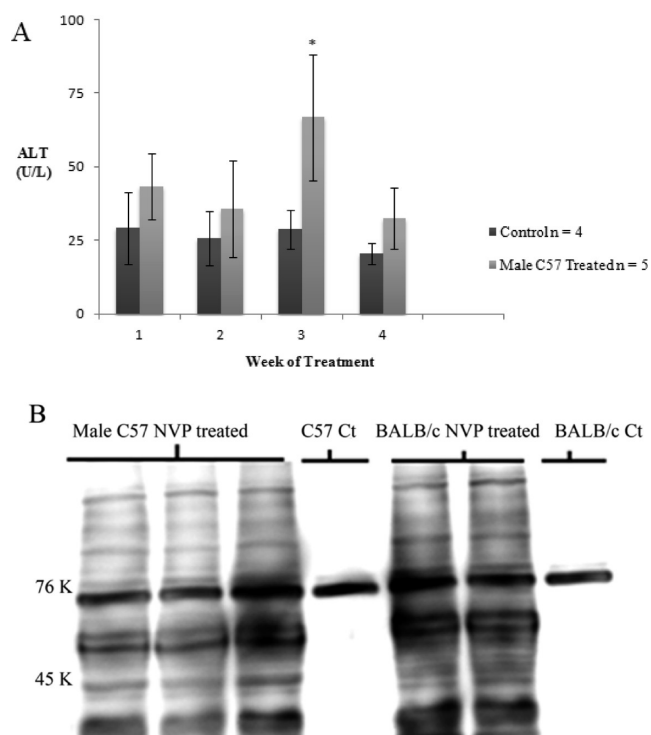 A
100
75
ALT
(U/L)
50
25
0
*
Control n = 4
Male C57 Treated n = 5
1 2 3 4
Week of Treatment
B
Male C57 NVP treated C57 Ct BALB/c NVP treated BALB/c Ct
76 K
45 K